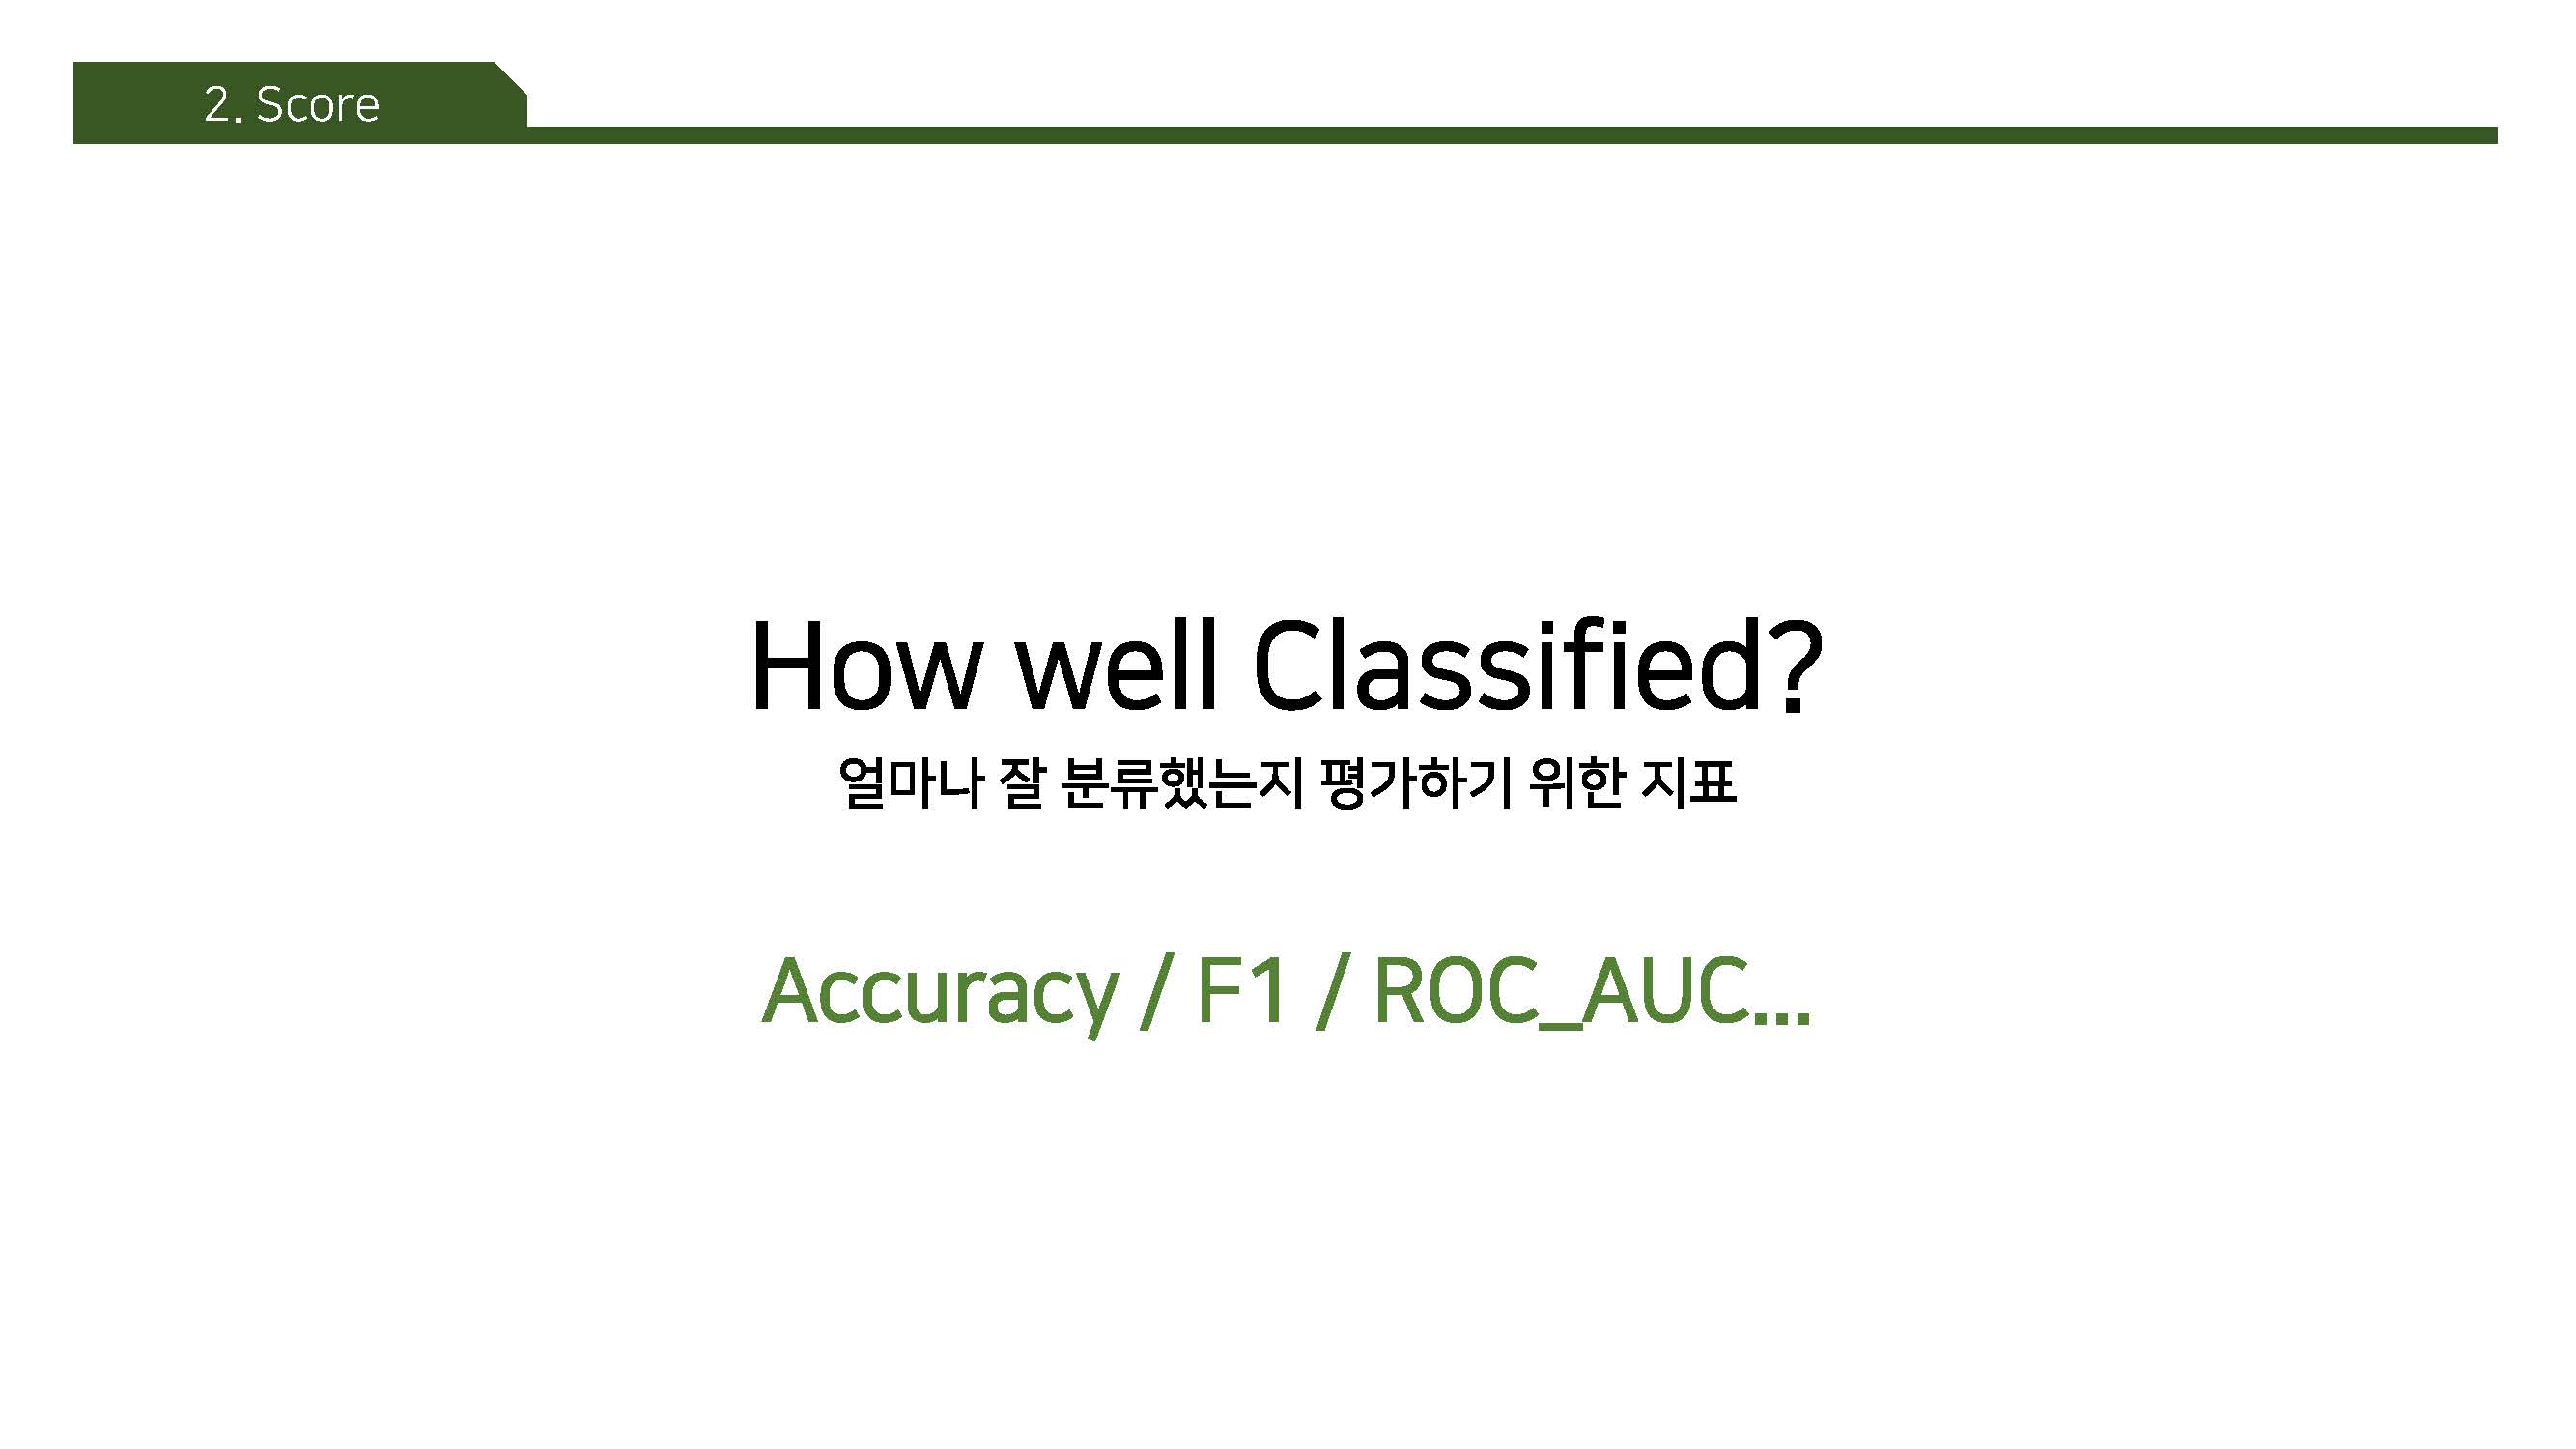 2. Score
How well Classified?
얼마나 잘 분류했는지 평가하기 위한 지표
Accuracy / F1 / ROC_AUC...